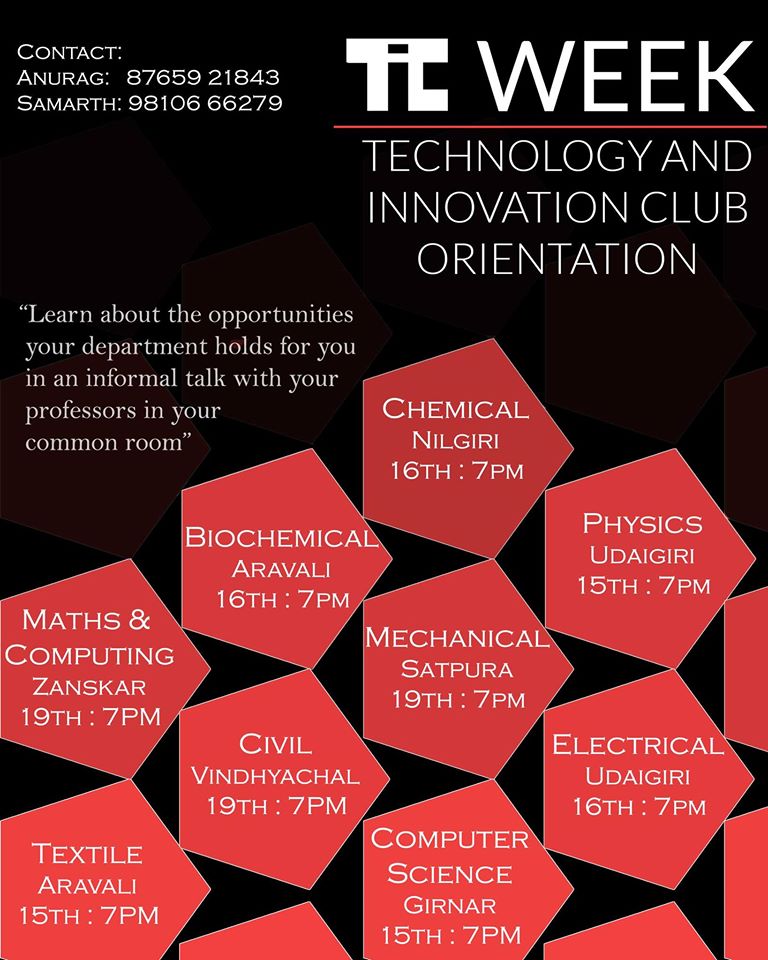 Contact:
Anurag: 87659 21843
Samarth: 98106 66279
TIC WEEK
TECHNOLOGY AND
INNOVATION CLUB
ORIENTATION
“Learn about the opportunities
your department holds for you
in an informal talk with your
professors in your
common room”
Chemical
Nilgiri
16th : 7pm
Biochemical
Aravali
16th : 7pm
Physics
Udaigiri
15th : 7pm
Maths &
Computing
Zanskar
19th : 7PM
Mechanical
Satpura
19th : 7pm
Civil
Vindhyachal
19th : 7PM
Electrical
Udaigiri
16th : 7pm
Textile
Aravali
15th : 7PM
Computer
Science
Girnar
15th : 7PM